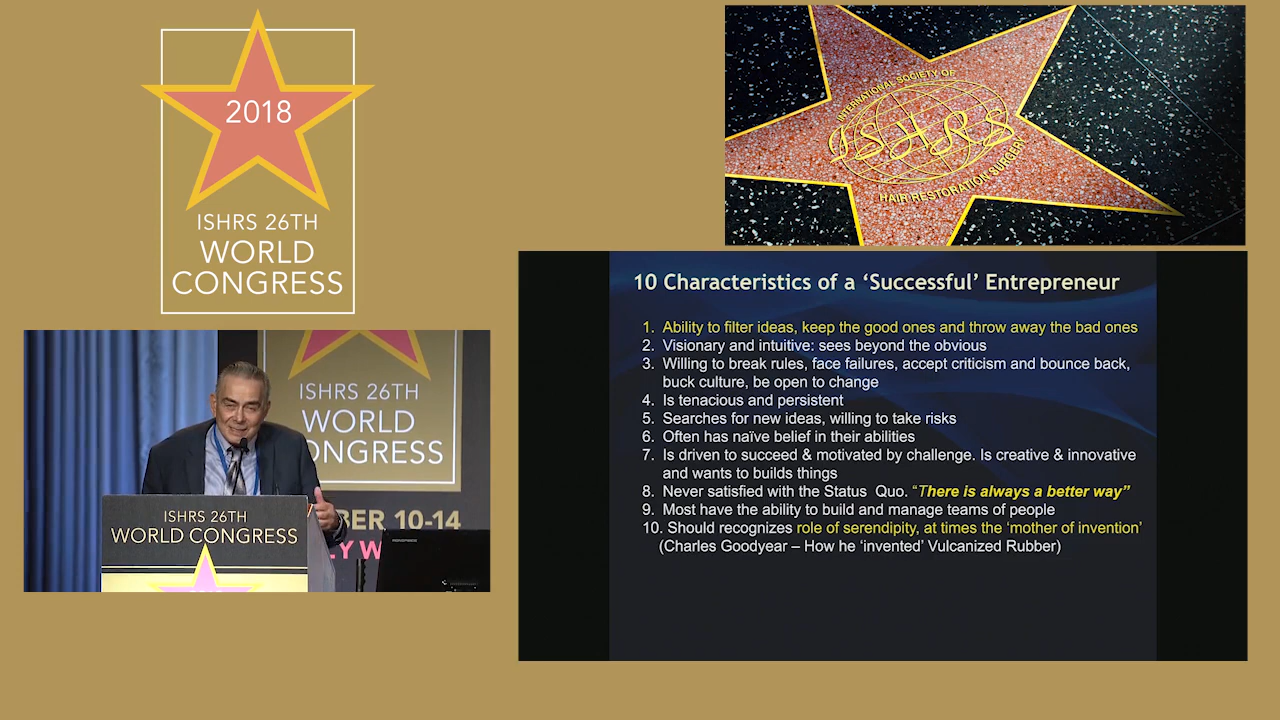 2018
ISHRS 26TH
WORLD
CONGRESS
INTERNATIONAL SOCIETY OF
ISHRS
HAIR RESTORATION SURGERY
10 Characteristics of a ‘Successful’ Entrepreneur
1. Ability to filter ideas, keep the good ones and throw away the bad ones
2. Visionary and intuitive: sees beyond the obvious
3. Willing to break rules, face failures, accept criticism and bounce back,
buck culture, be open to change
4. Is tenacious and persistent
5. Searches for new ideas, willing to take risks
6. Often has naïve belief in their abilities
7. Is driven to succeed & motivated by challenge. Is creative & innovative
and wants to builds things
8. Never satisfied with the Status Quo. “There is always a better way”
9. Most have the ability to build and manage teams of people
10. Should recognizes role of serendipity, at times the ‘mother of invention’
(Charles Goodyear – How he ‘invented’ Vulcanized Rubber)
ISHRS 26TH
WORLD
ONGRESS
BER 10-14
LY W
ISHRS 26TH
WORLD CONGRESS